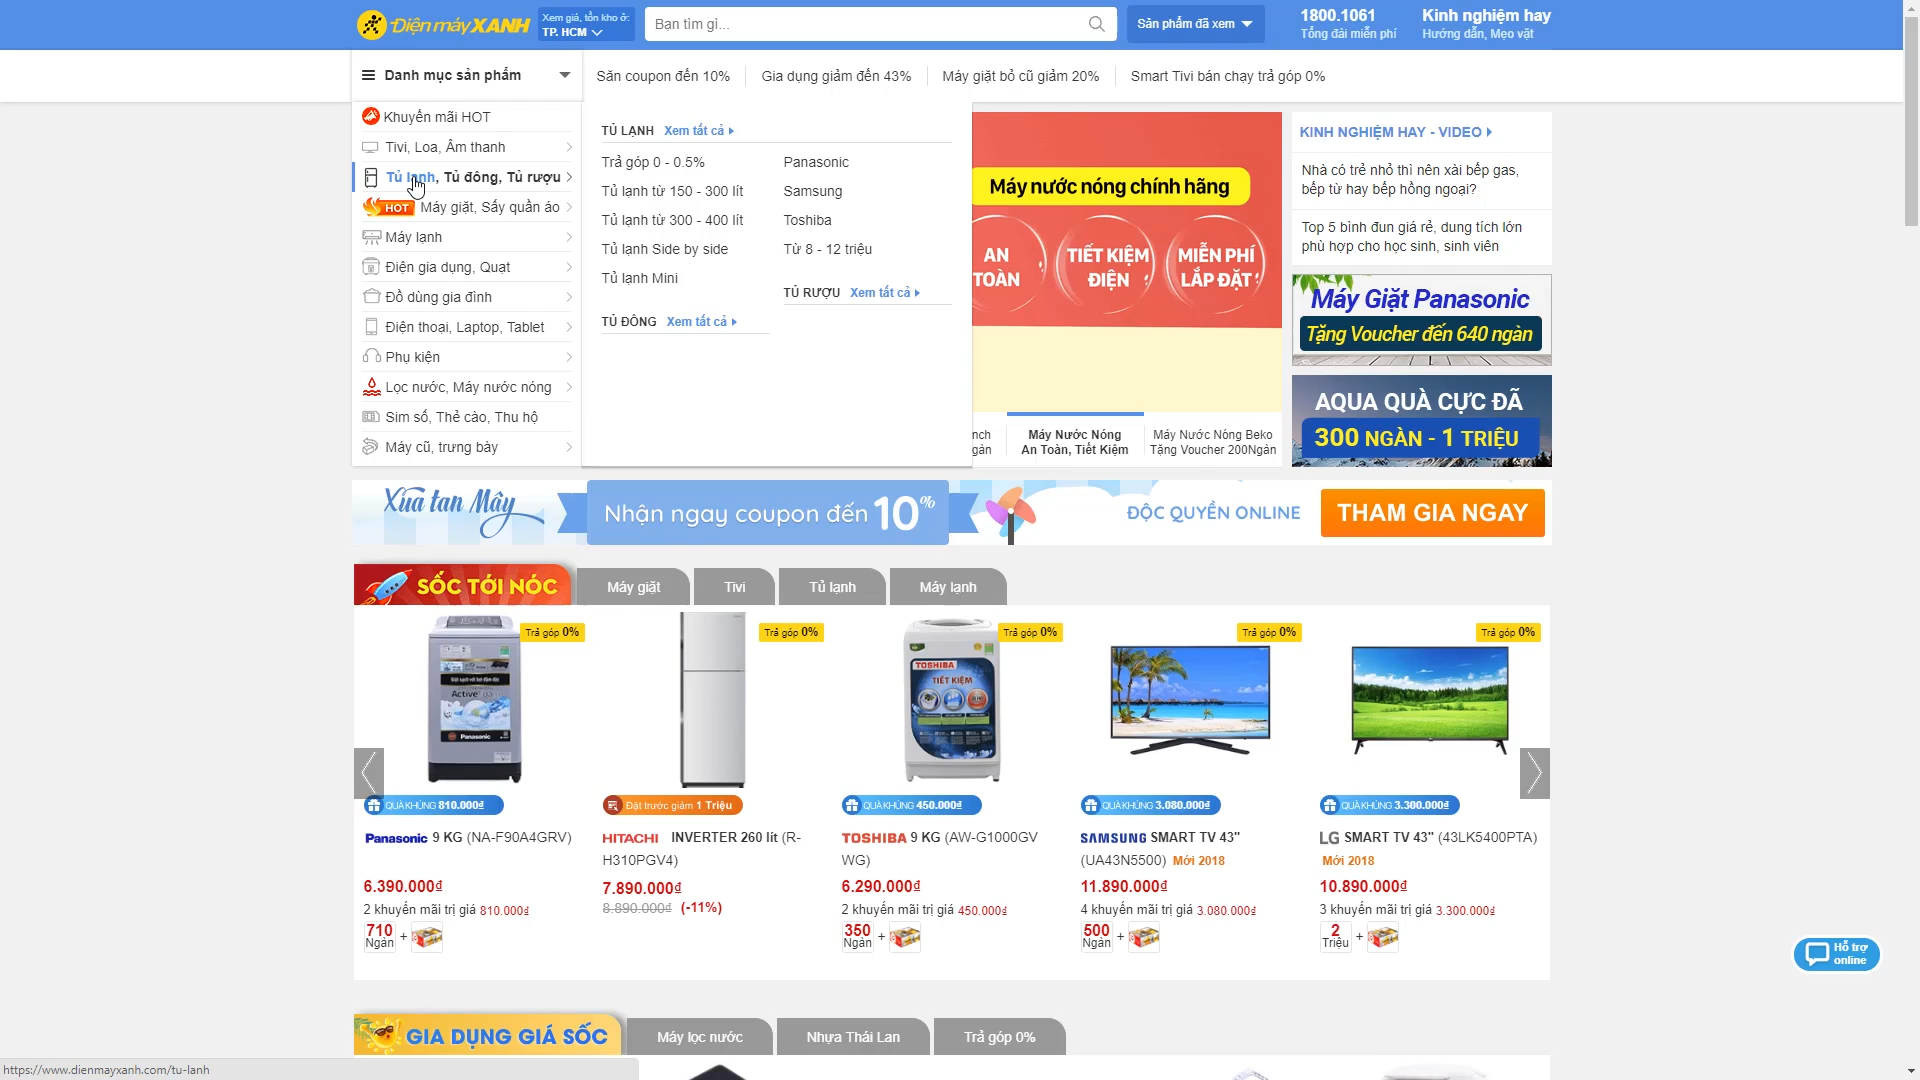 Điện máy XANH
Xem giá, tồn kho ở:
TP. HCM
Bạn tìm gì...
Sản phẩm đã xem
1800.1061
Tổng đài miễn phí
Kinh nghiệm hay
Hướng dẫn, Mẹo vặt
Danh mục sản phẩm
Săn coupon đến 10%
Gia dụng giảm đến 43%
Máy giặt bỏ cũ giảm 20%
Smart Tivi bán chạy trả góp 0%
Khuyến mãi HOT
Tivi, Loa, Âm thanh
Tủ lạnh, Tủ đông, Tủ rượu
HOT Máy giặt, Sấy quần áo
Máy lạnh
Điện gia dụng, Quạt
Đồ dùng gia đình
Điện thoại, Laptop, Tablet
Phụ kiện
Lọc nước, Máy nước nóng
Sim số, Thẻ cào, Thu hộ
Máy cũ, trưng bày
TỦ LẠNH Xem tất cả
Trả góp 0 - 0.5%
Tủ lạnh từ 150 - 300 lít
Tủ lạnh từ 300 - 400 lít
Tủ lạnh Side by side
Tủ lạnh Mini
TỦ ĐÔNG Xem tất cả
Panasonic
Samsung
Toshiba
Từ 8 - 12 triệu
TỦ RƯỢU Xem tất cả
Máy nước nóng chính hãng
AN
TOÀN
TIẾT KIỆM
ĐIỆN
MIỄN PHÍ
LẮP ĐẶT
nch
gàn
Máy Nước Nóng
An Toàn, Tiết Kiệm
Máy Nước Nóng Beko
Tặng Voucher 200Ngàn
KINH NGHIỆM HAY - VIDEO
Nhà có trẻ nhỏ thì nên xài bếp gas,
bếp từ hay bếp hồng ngoại?
Top 5 bình đun giá rẻ, dung tích lớn
phù hợp cho học sinh, sinh viên
Máy Giặt Panasonic
Tặng Voucher đến 640 ngàn
AQUA QUÀ CỰC ĐÃ
300 NGÀN - 1 TRIỆU
Xua tan Mây
Nhận ngay coupon đến 10%
ĐỘC QUYỀN ONLINE
THAM GIA NGAY
SỐC TỚI NÓC
Máy giặt
Tivi
Tủ lạnh
Máy lạnh
Trả góp 0%
Panasonic
QUÀ KHỦNG 810.000₫
Panasonic 9 KG (NA-F90A4GRV)
6.390.000₫
2 khuyến mãi trị giá 810.000₫
710
Ngàn
+
Trả góp 0%
Đặt trước giảm 1 Triệu
HITACHI INVERTER 260 lít (R-
H310PGV4)
7.890.000₫
8.890.000₫ (-11%)
Trả góp 0%
TOSHIBA
TIẾT KIỆM
QUÀ KHỦNG 450.000₫
TOSHIBA 9 KG (AW-G1000GV
WG)
6.290.000₫
2 khuyến mãi trị giá 450.000₫
350
Ngàn
+
Trả góp 0%
QUÀ KHỦNG 3.080.000₫
SAMSUNG SMART TV 43"
(UA43N5500) Mới 2018
11.890.000₫
4 khuyến mãi trị giá 3.080.000₫
500
Ngàn
+
Trả góp 0%
QUÀ KHỦNG 3.300.000₫
LG SMART TV 43" (43LK5400PTA)
Mới 2018
10.890.000₫
3 khuyến mãi trị giá 3.300.000₫
2
Triệu
+
Hỗ trợ
online
GIA DỤNG GIÁ SỐC
Máy lọc nước
Nhựa Thái Lan
Trả góp 0%
https://www.dienmayxanh.com/tu-lanh